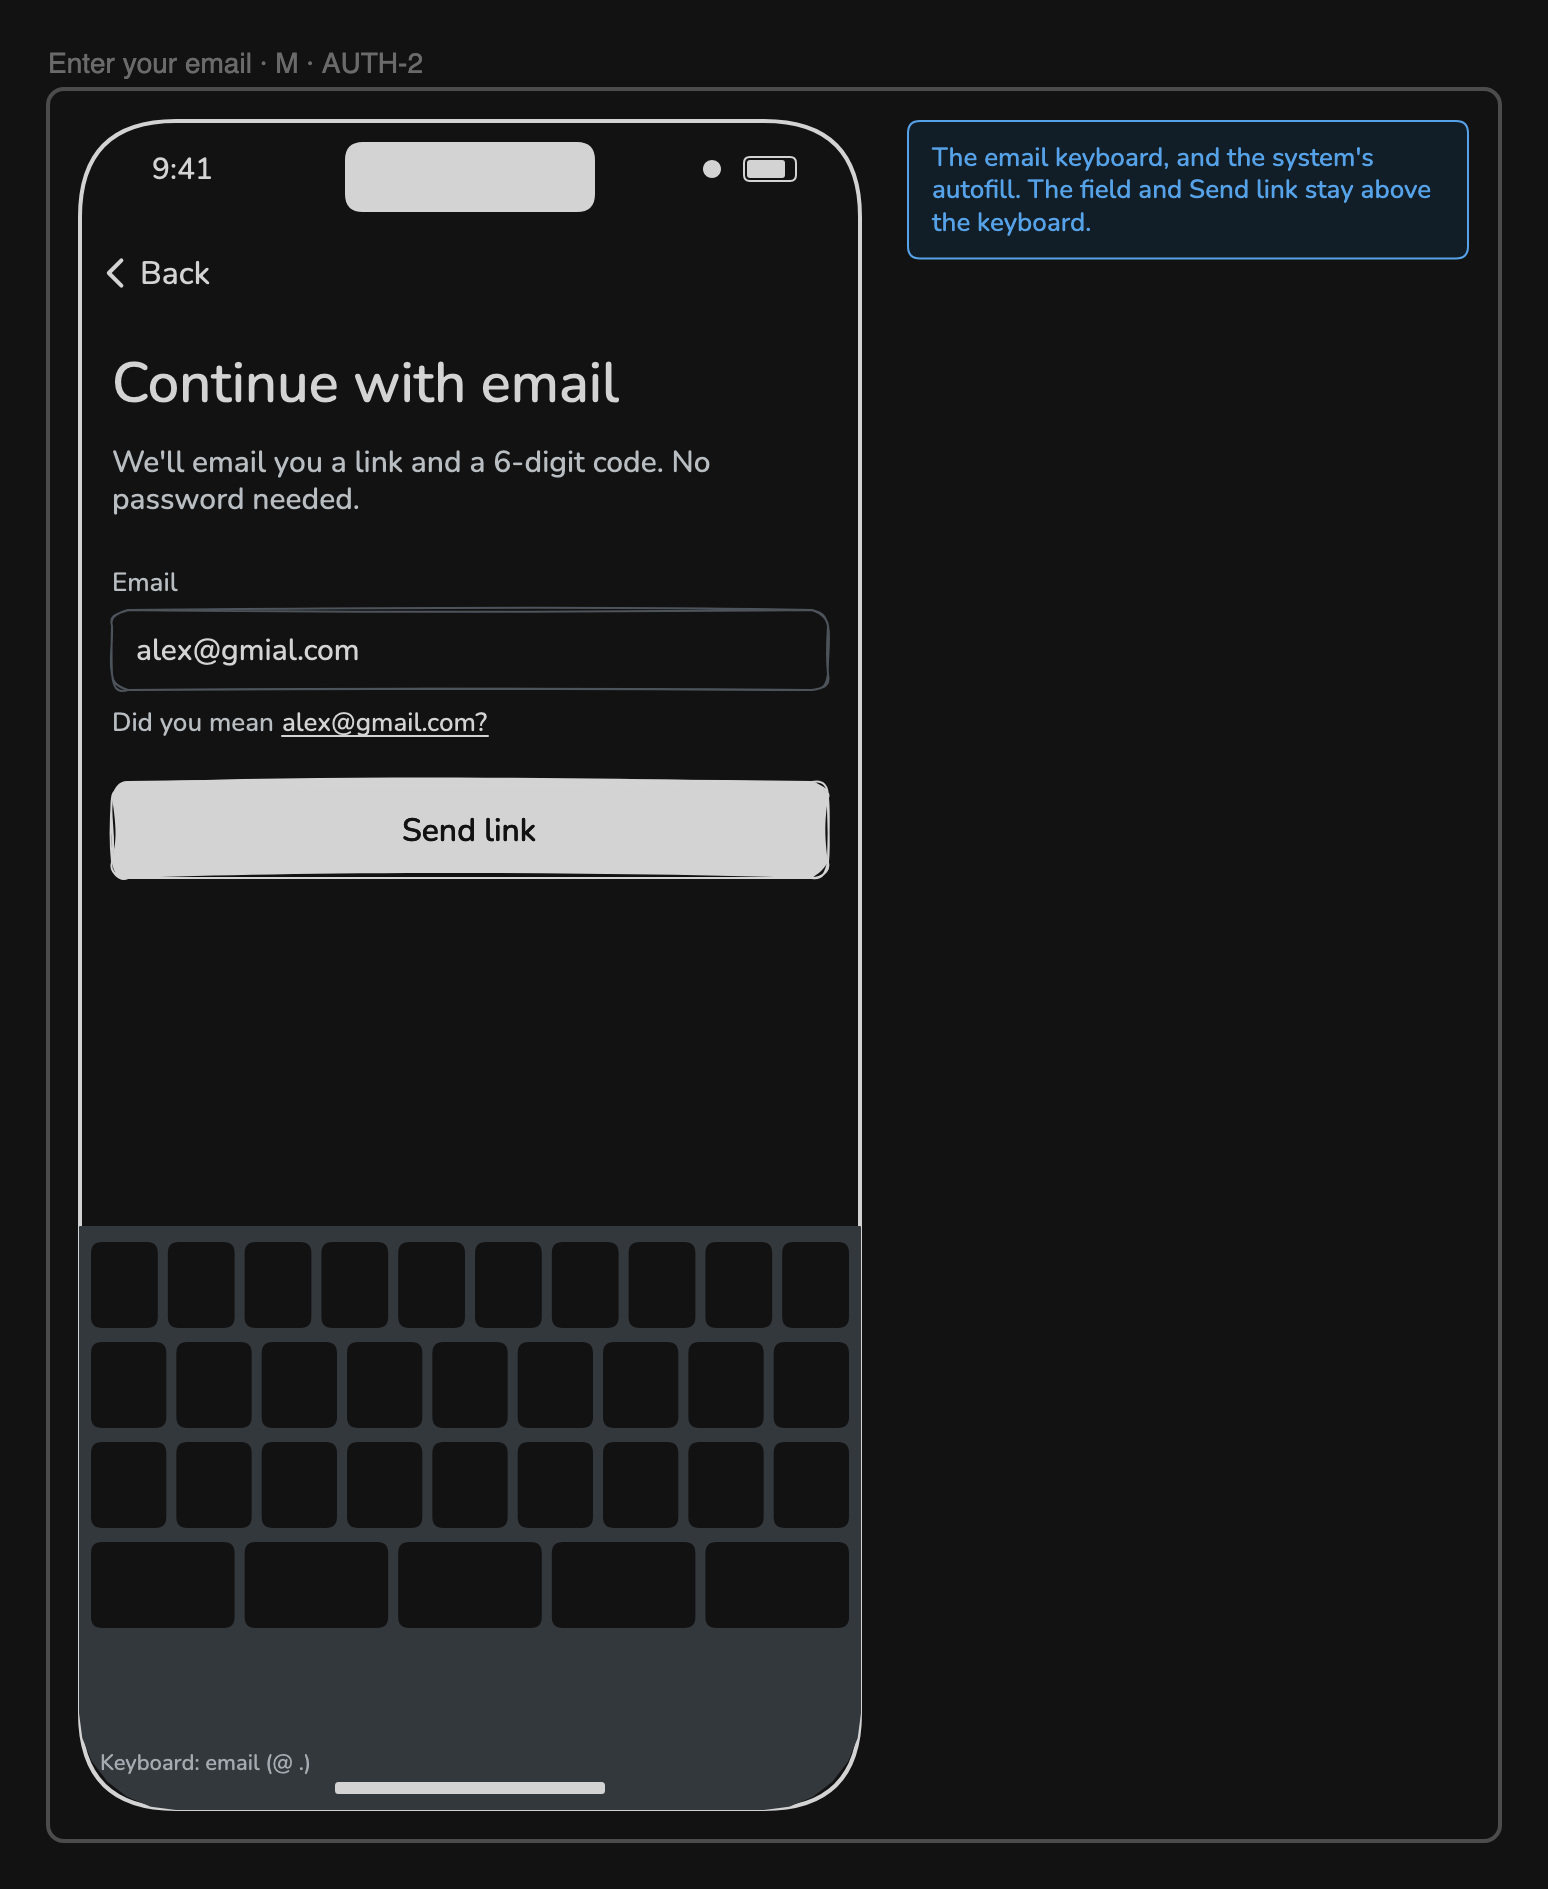 Enter your email · M · AUTH-2
9:41
The email keyboard, and the system's
autofill. The field and Send link stay above
the keyboard.
Back
Continue with email
We'll email you a link and a 6-digit code. No
password needed.
Email
alex@gmial.com
Did you mean alex@gmail.com?
Send link
Keyboard: email (@ .)